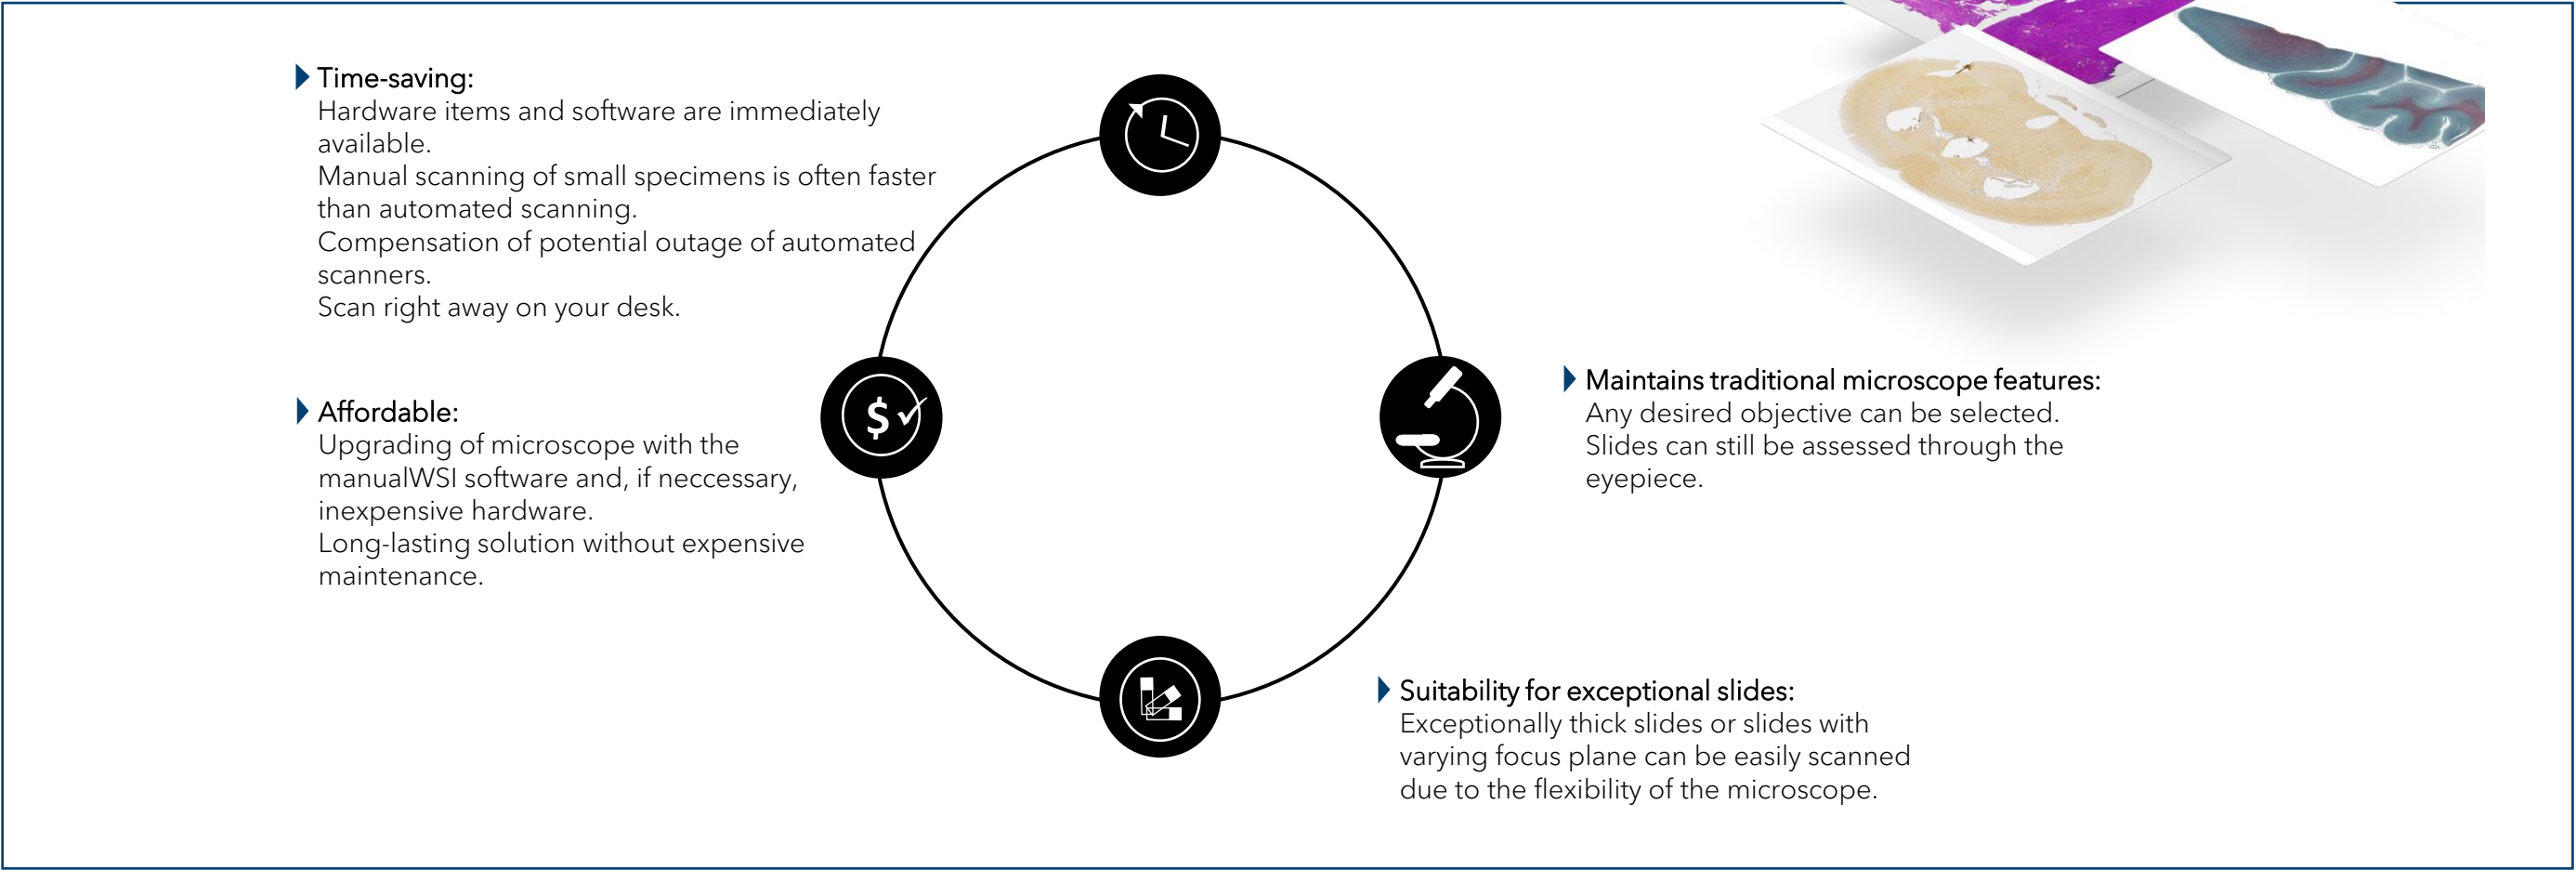 Time-saving:
Hardware items and software are immediately
available.
Manual scanning of small specimens is often faster
than automated scanning.
Compensation of potential outage of automated
scanners.
Scan right away on your desk.
Affordable:
Upgrading of microscope with the
manualWSI software and, if neccessary,
inexpensive hardware.
Long-lasting solution without expensive
maintenance.
$
Maintains traditional microscope features:
Any desired objective can be selected.
Slides can still be assessed through the
eyepiece.
Suitability for exceptional slides:
Exceptionally thick slides or slides with
varying focus plane can be easily scanned
due to the flexibility of the microscope.